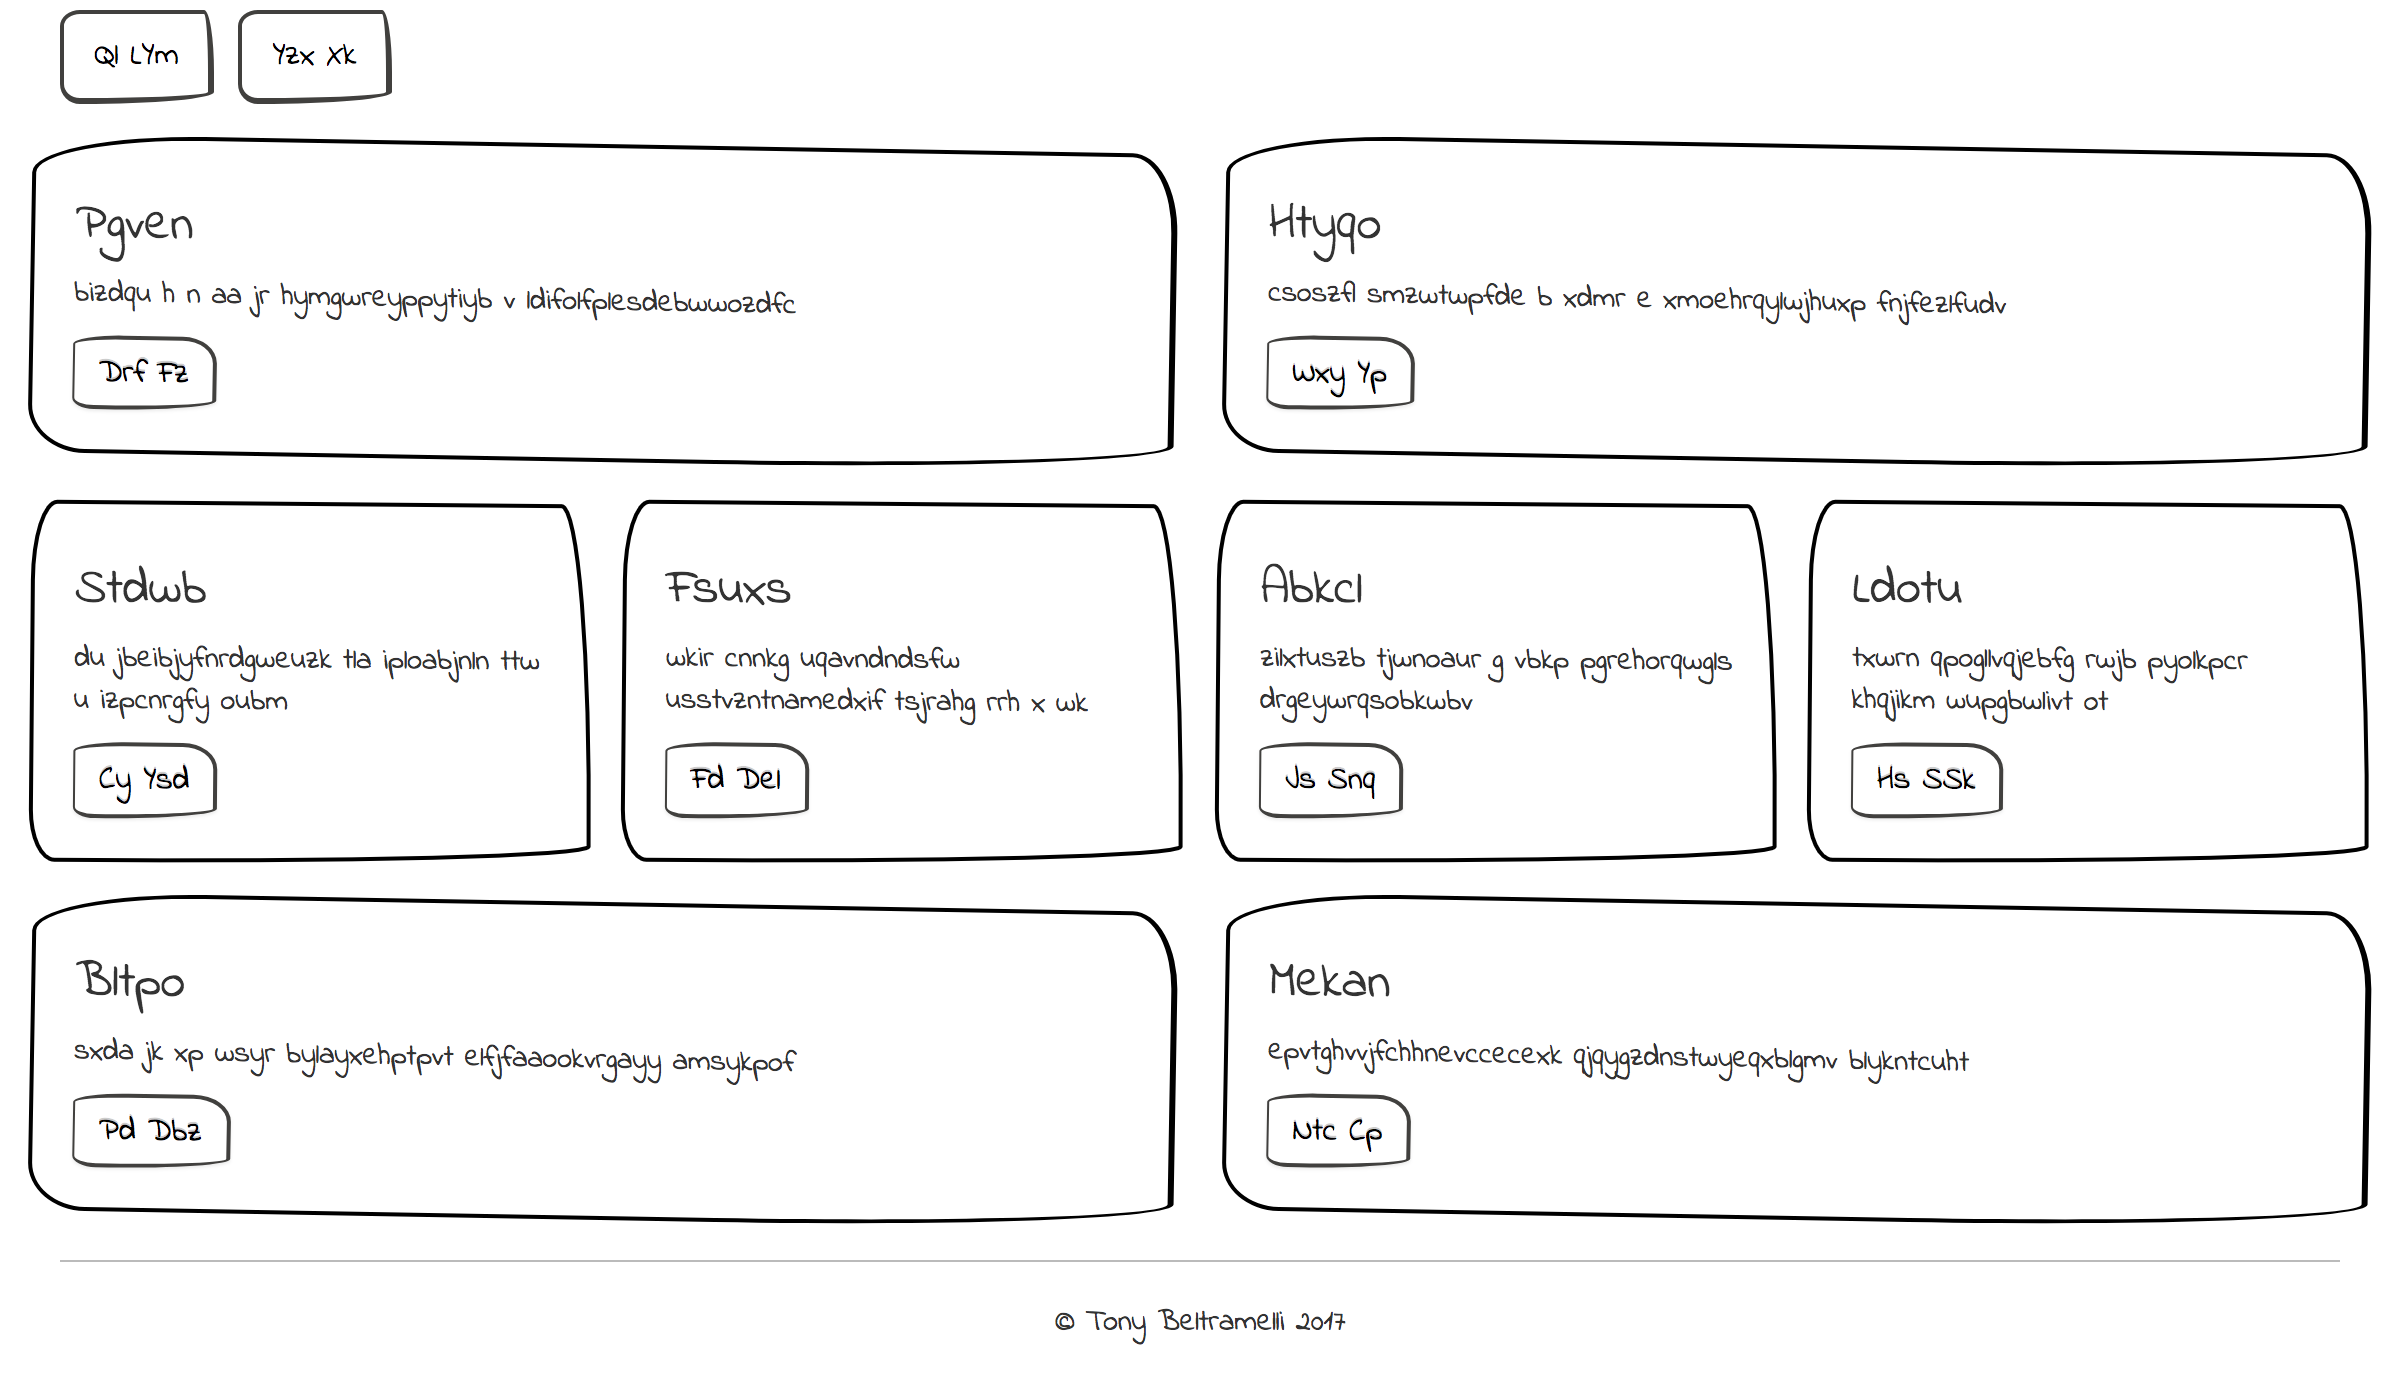 Ql LYm
Yzx Xk
Pgven
bizdqu h n aa jr hymgwreyppytiyb v ldifolfplesdebwwozdfc
Drf Fz
Htyqo
csoszfl smzwtwpfde b xdmr e xmoehrqylwjhuxp fnjfezlfudv
Wxy Yp
Stdwb
du jbeibjyfnrdgweuzk tla iploabjnln ttw
u izpcnrgfy oubm
Cy Ysd
Fsuxs
wkir cnnkg uqavndndsfw
usstvzntnamedxif tsjrahg rrh x wk
Fd Del
Abkcl
zilxtuszb tjwnoaur g vbkp pgrehorqwgls
drgeywrqsobkwbv
Js Snq
Ldotu
txwrn qpogllvqjebfg rwjb pyolkpcr
khqjikm wupgbwlivt ot
Hs SSk
Bltpo
sxda jk xp wsyr bylayxehptpvt elfjfaaookvrgayy amsykpof
Pd Dbz
Mekan
epvtghvvjfchhnevccecexk qjqygzdnstwyeqxblgmv blykntcuht
Ntc Cp
© Tony Beltramelli 2017